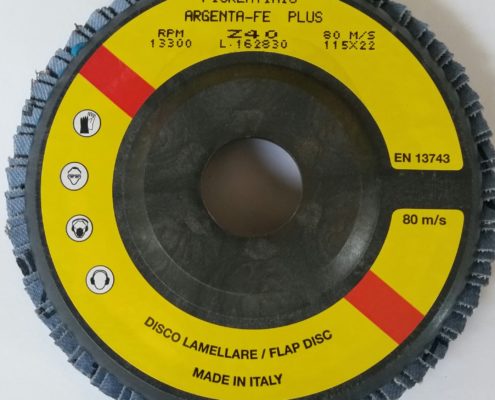 ARGENTA-FE PLUS
RPM Z40 80 M/S
13300 L.162830 115X22
EN 13743
80 m/s
DISCO LAMELLARE / FLAP DISC
MADE IN ITALY